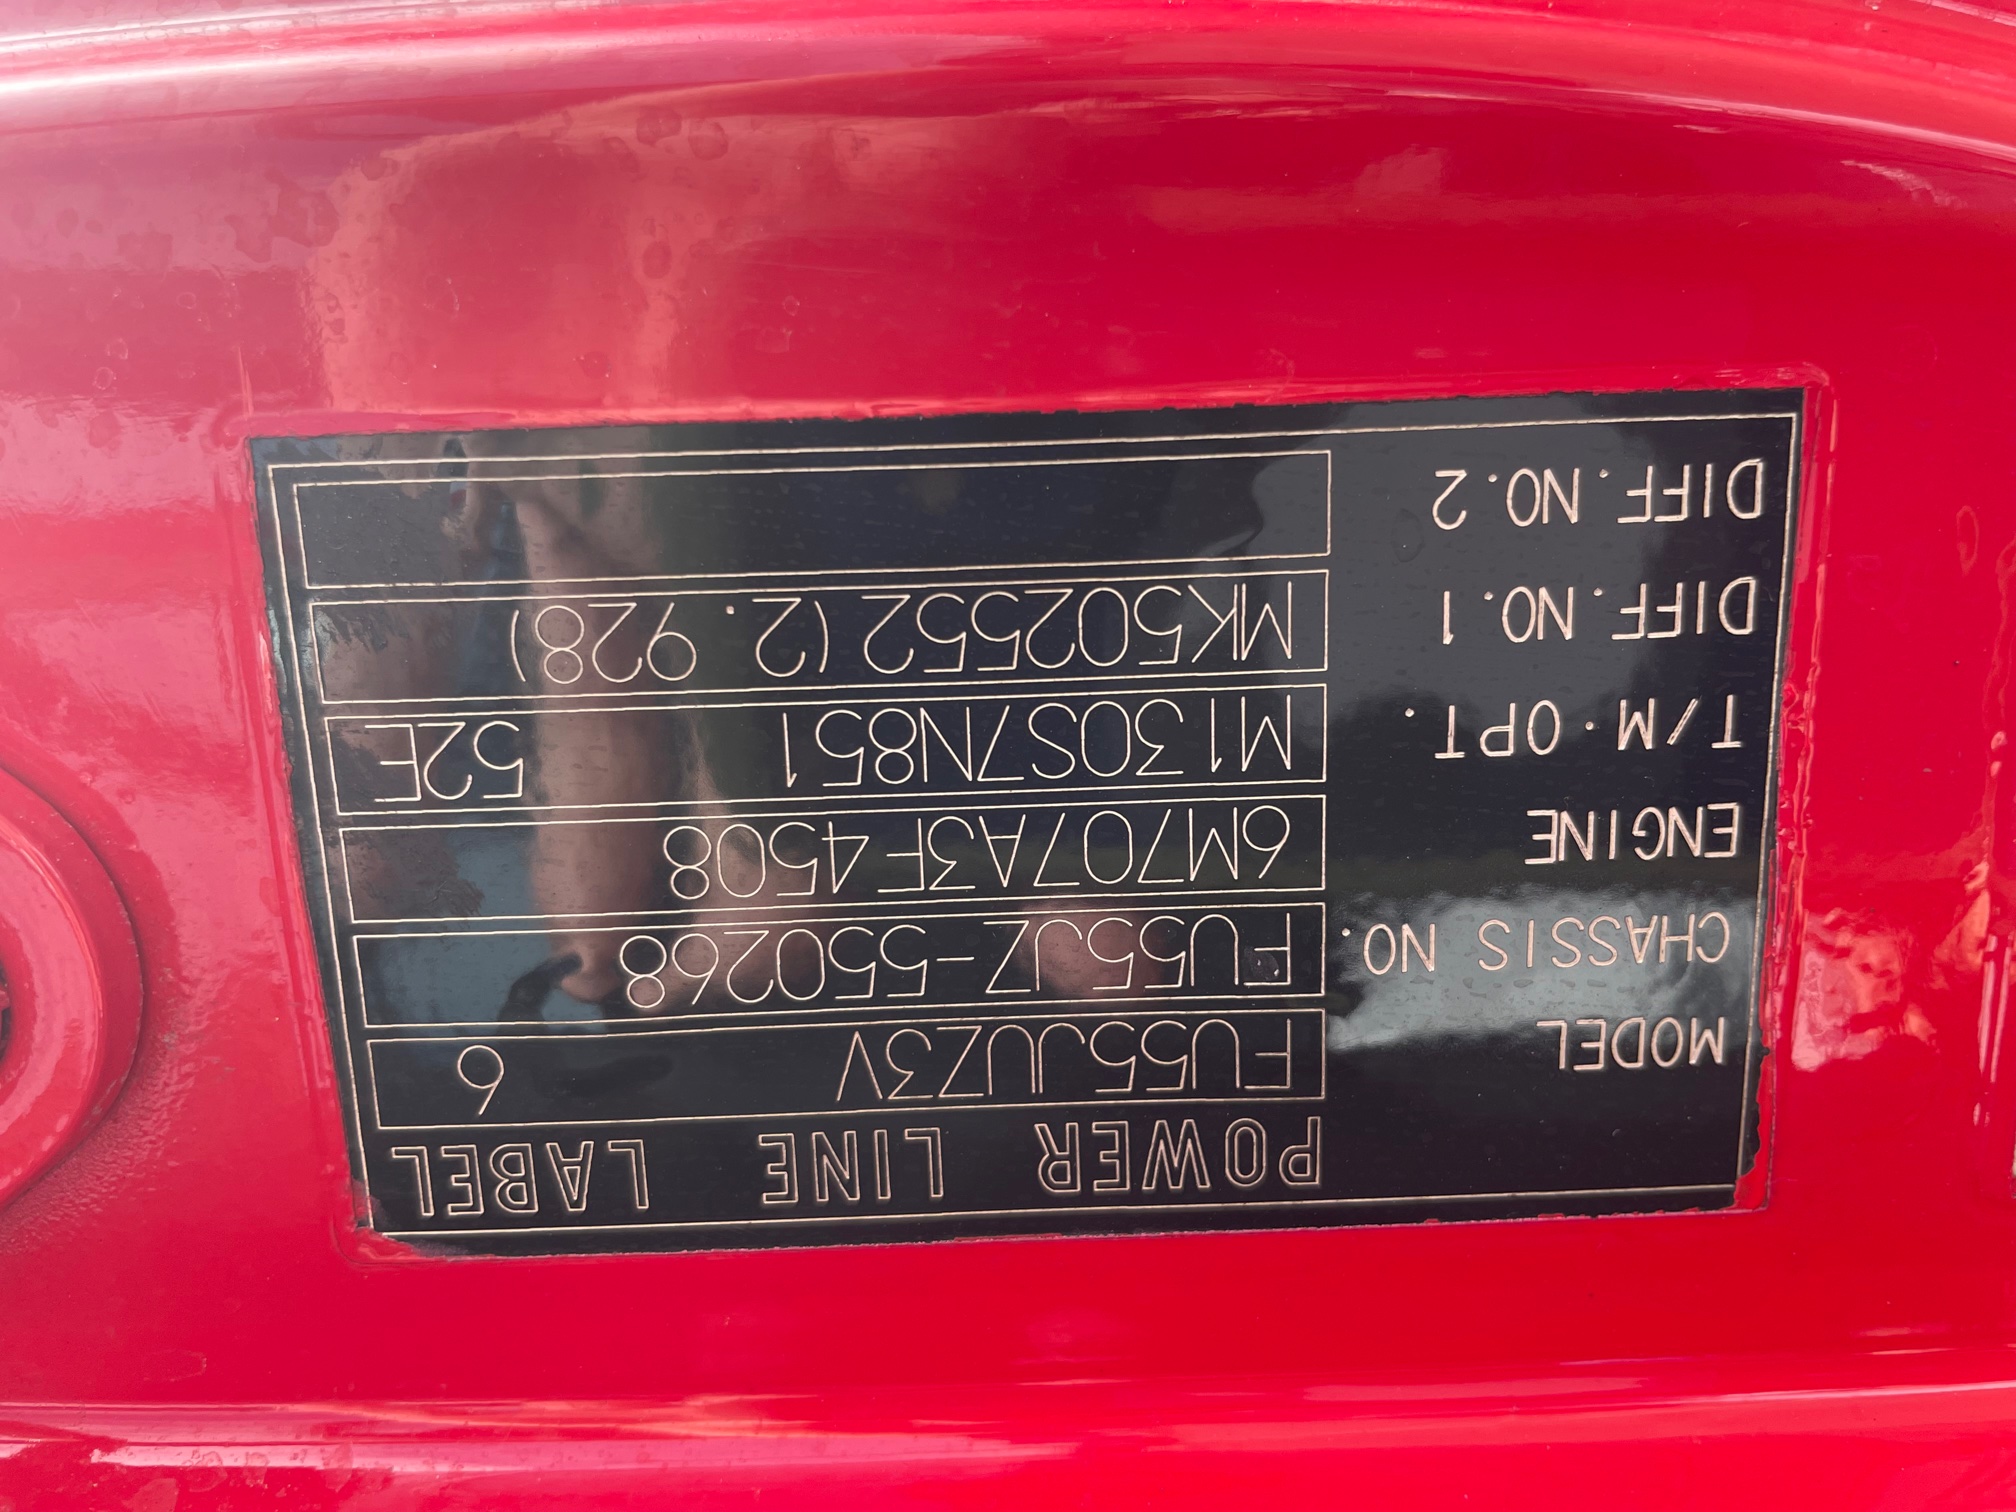 POWER LINE LABEL
MODEL FU55JUZ3V 6
CHASSIS NO. FU55JZ-550268
ENGINE 6M707A3F4508
T/M.OPT. M130S7N851 52E
DIFF.NO.1 MK502552(2.928)
DIFF.NO.2